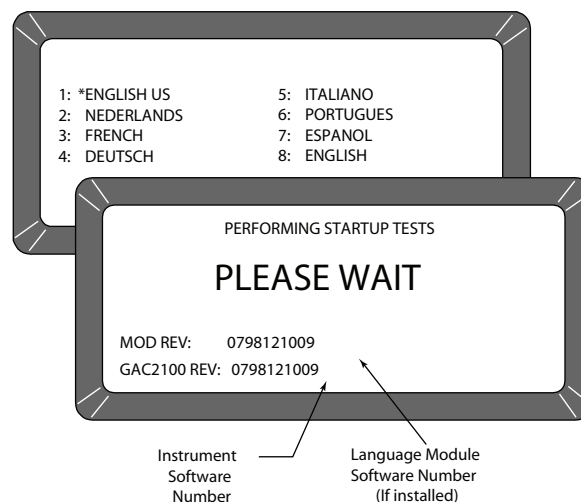 1: *ENGLISH US
2: NEDERLANDS
3: FRENCH
4: DEUTSCH
5: ITALIANO
6: PORTUGUES
7: ESPANOL
8: ENGLISH
PERFORMING STARTUP TESTS
PLEASE WAIT
MOD REV: 0798121009
GAC2100 REV: 0798121009
Instrument
Software
Number
Language Module
Software Number
(If installed)